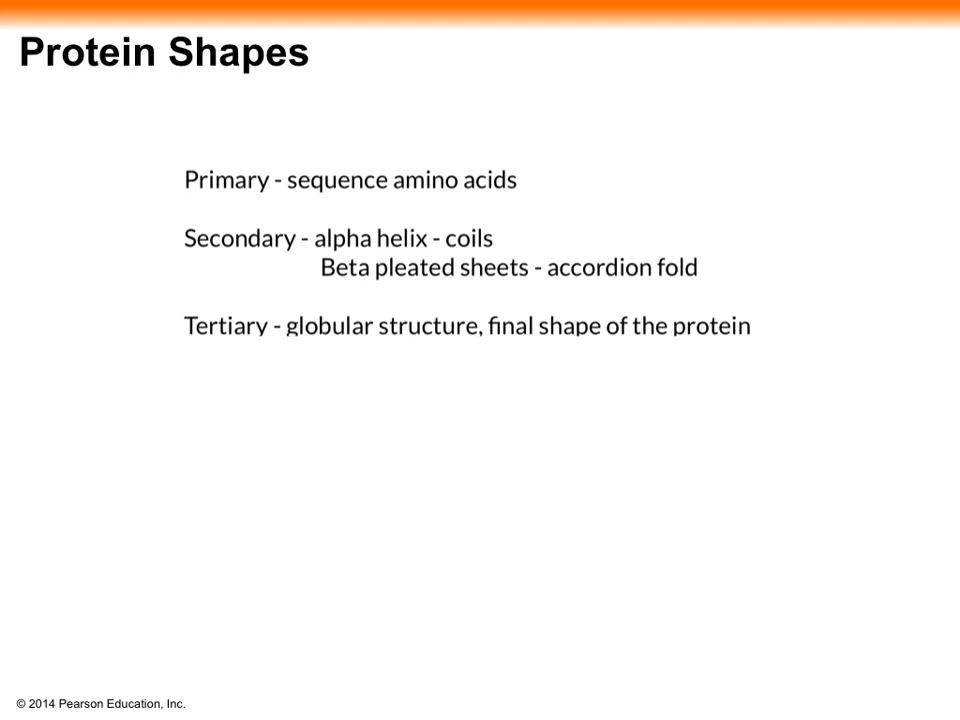 Protein Shapes
Primary - sequence amino acids
Secondary - alpha helix - coils
Beta pleated sheets - accordion fold
Tertiary - globular structure, final shape of the protein
© 2014 Pearson Education, Inc.